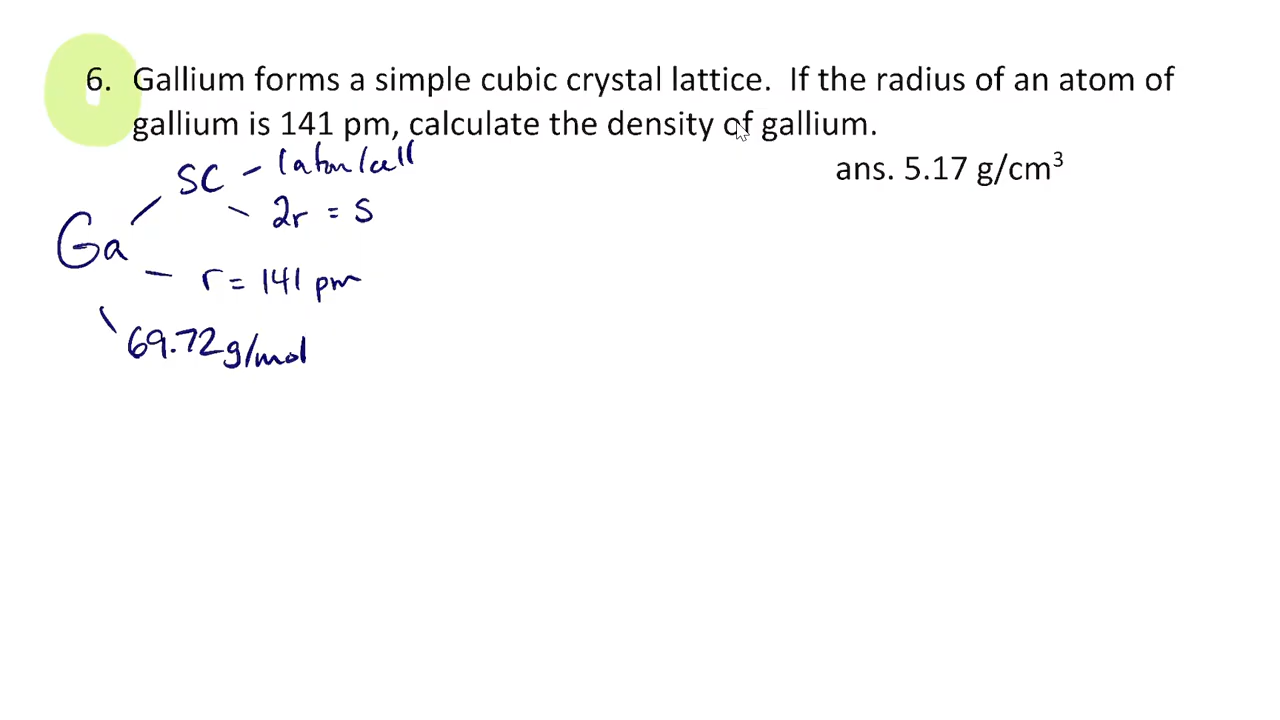 6. Gallium forms a simple cubic crystal lattice. If the radius of an atom of
gallium is 141 pm, calculate the density of gallium.
ans. 5.17 g/cm³
SC - 1 atom/cell
2r = S
Ga
r = 141 pm
69.72 g/mol